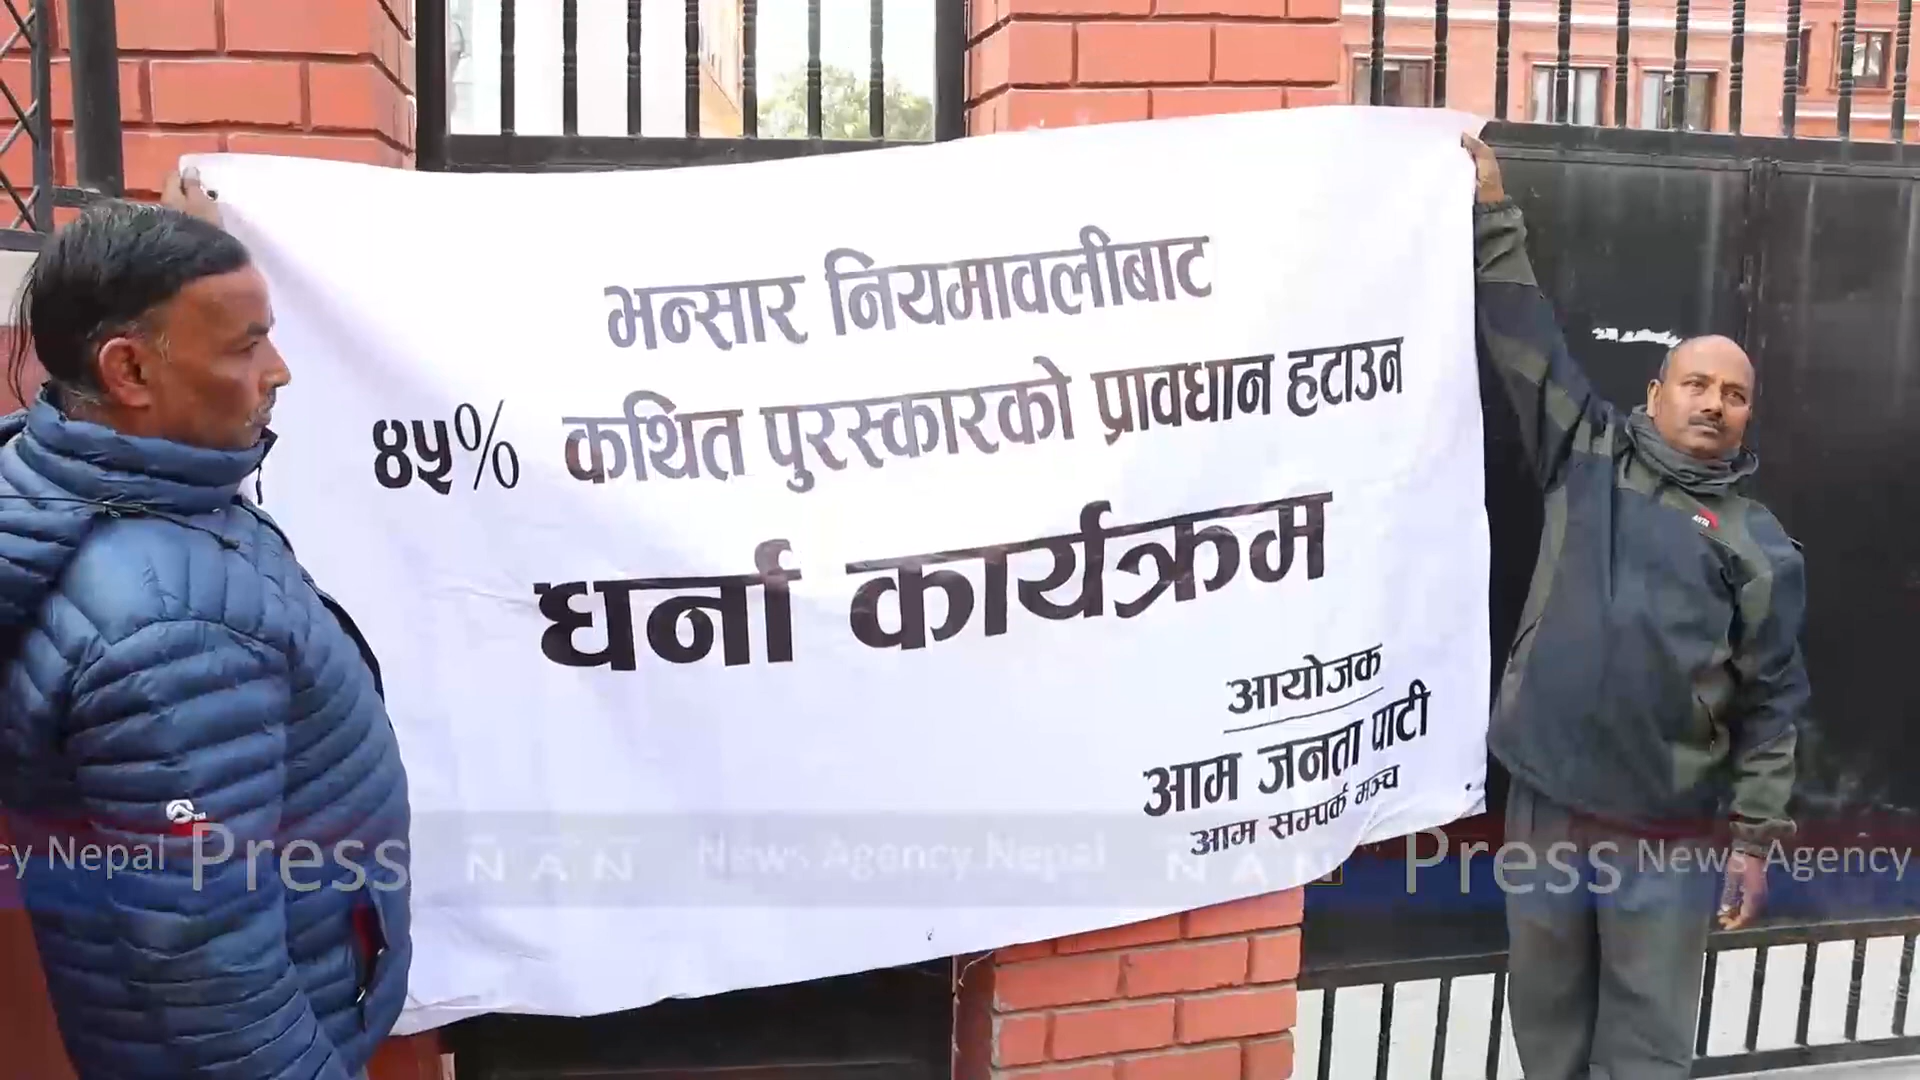 भन्सार नियमावलीबाट
४५% कथित पुरस्कारको प्रावधान हटाउन
धर्ना कार्यक्रम
आयोजक
आम जनता पार्टी
आम सम्पर्क मञ्च
cy Nepal Press NAN News Agency Nepal NAN Press News Agency